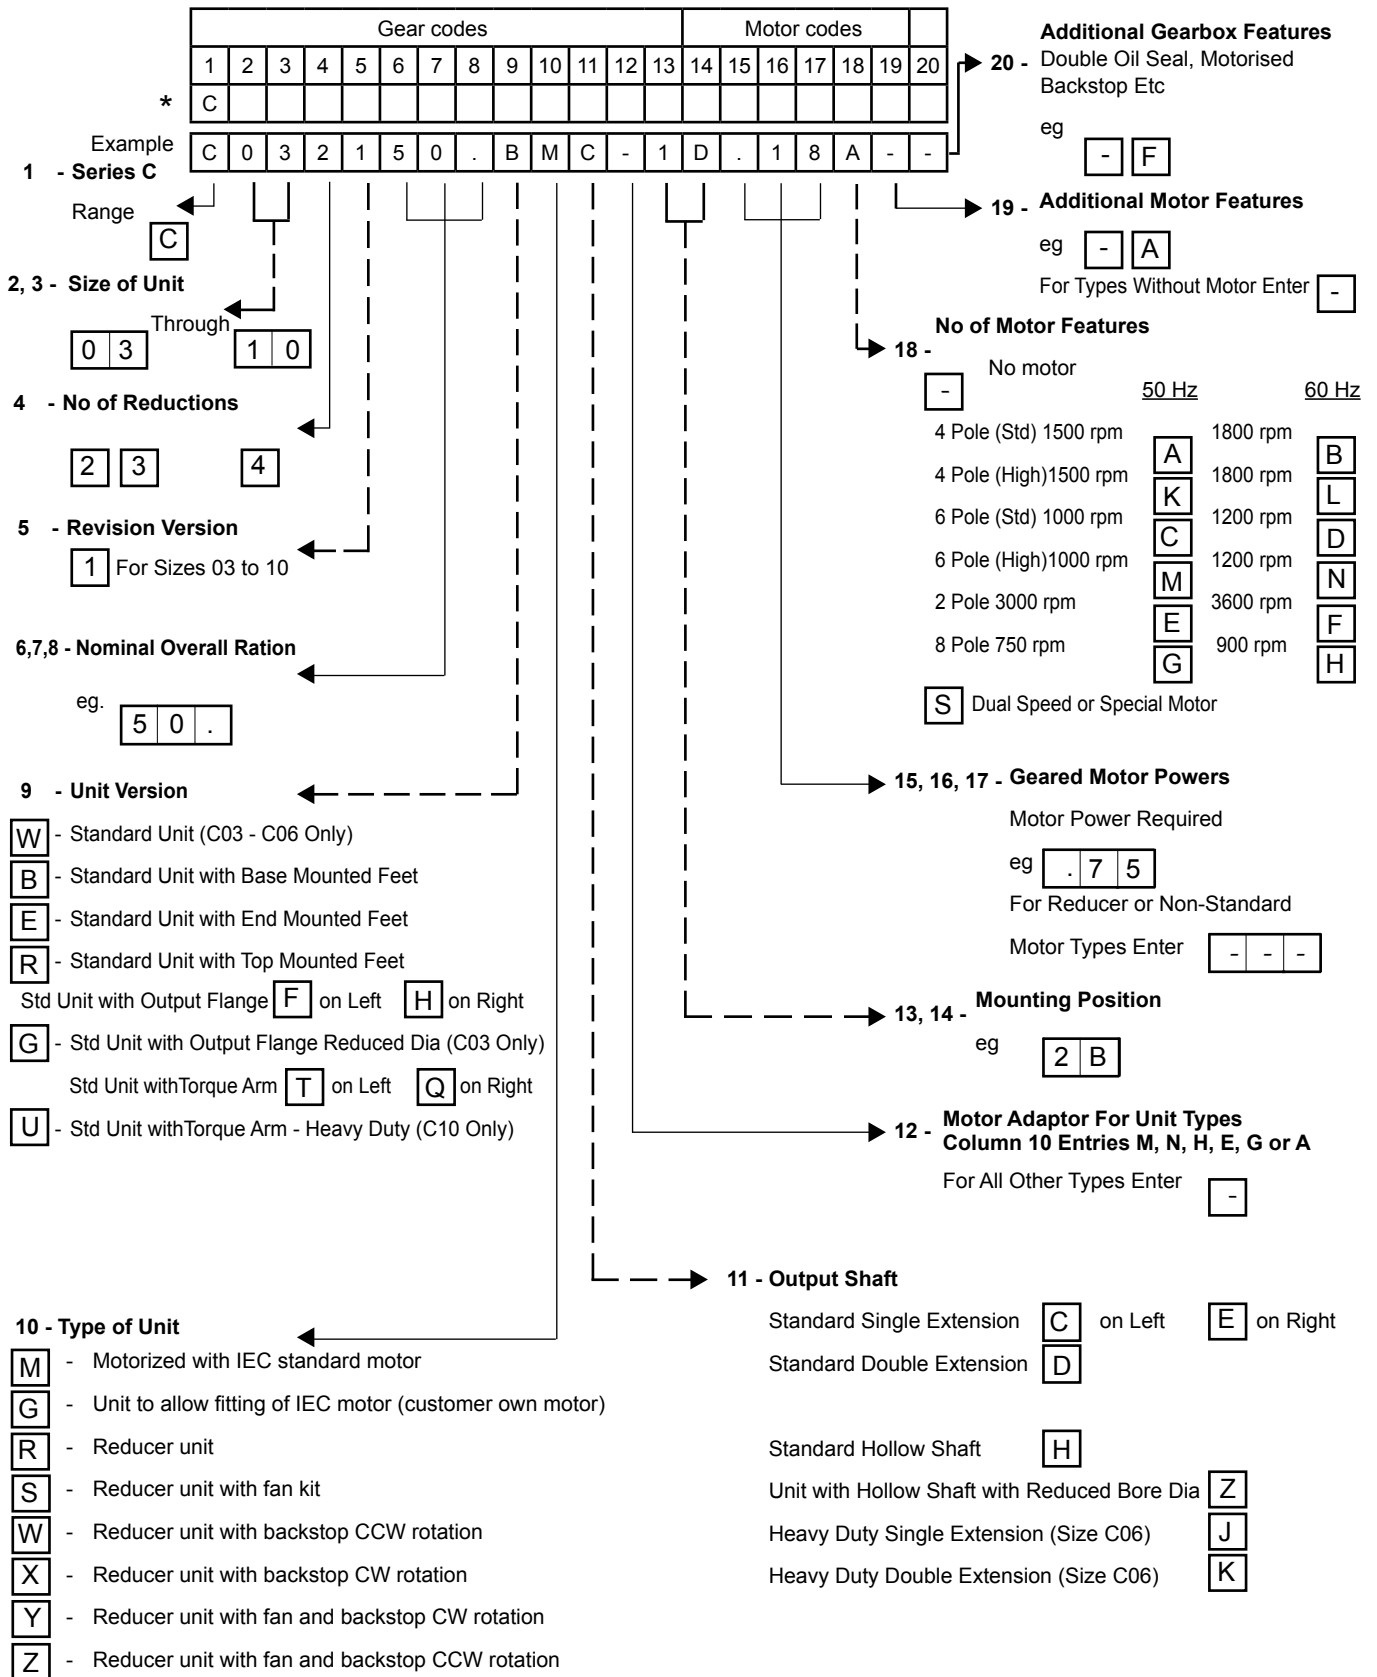 Gear codes Motor codes
1 2 3 4 5 6 7 8 9 10 11 12 13 14 15 16 17 18 19 20
* C
Example C 0 3 2 1 5 0 . B M C - 1 D . 1 8 A - -
1 - Series C
Range
C
2, 3 - Size of Unit
Through
0 3 1 0
4 - No of Reductions
2 3 4
5 - Revision Version
1 For Sizes 03 to 10
6,7,8 - Nominal Overall Ration
eg.
5 0 .
9 - Unit Version
W - Standard Unit (C03 - C06 Only)
B - Standard Unit with Base Mounted Feet
E - Standard Unit with End Mounted Feet
R - Standard Unit with Top Mounted Feet
Std Unit with Output Flange F on Left H on Right
G - Std Unit with Output Flange Reduced Dia (C03 Only)
Std Unit withTorque Arm T on Left Q on Right
U - Std Unit withTorque Arm - Heavy Duty (C10 Only)
10 - Type of Unit
M - Motorized with IEC standard motor
G - Unit to allow fitting of IEC motor (customer own motor)
R - Reducer unit
S - Reducer unit with fan kit
W - Reducer unit with backstop CCW rotation
X - Reducer unit with backstop CW rotation
Y - Reducer unit with fan and backstop CW rotation
Z - Reducer unit with fan and backstop CCW rotation
Additional Gearbox Features
20 - Double Oil Seal, Motorised
Backstop Etc
eg
- F
19 - Additional Motor Features
eg - A
For Types Without Motor Enter -
No of Motor Features
18 -
No motor
- 50 Hz 60 Hz
4 Pole (Std) 1500 rpm A 1800 rpm B
4 Pole (High)1500 rpm K 1800 rpm L
6 Pole (Std) 1000 rpm C 1200 rpm D
6 Pole (High)1000 rpm M 1200 rpm N
2 Pole 3000 rpm E 3600 rpm F
8 Pole 750 rpm G 900 rpm H
S Dual Speed or Special Motor
15, 16, 17 - Geared Motor Powers
Motor Power Required
eg . 7 5
For Reducer or Non-Standard
Motor Types Enter - - -
13, 14 - Mounting Position
eg
2 B
12 - Motor Adaptor For Unit Types
Column 10 Entries M, N, H, E, G or A
For All Other Types Enter -
11 - Output Shaft
Standard Single Extension C on Left E on Right
Standard Double Extension D
Standard Hollow Shaft H
Unit with Hollow Shaft with Reduced Bore Dia Z
Heavy Duty Single Extension (Size C06) J
Heavy Duty Double Extension (Size C06) K